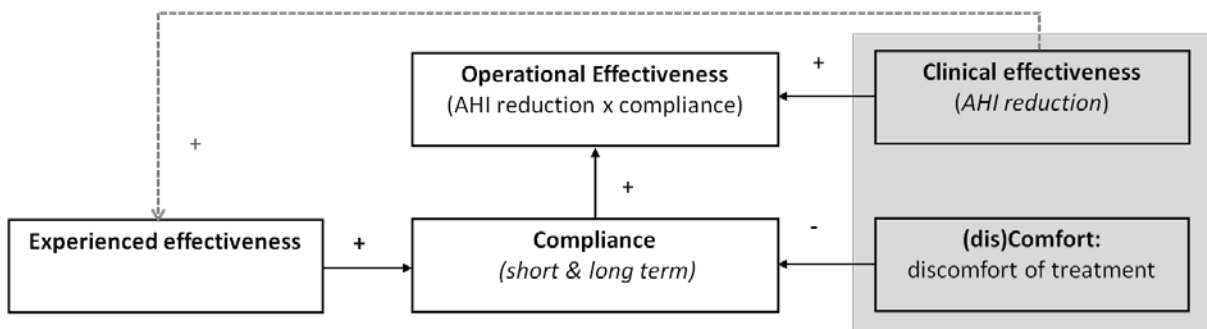 Operational Effectiveness
(AHI reduction x compliance)
+
Clinical effectiveness
(AHI reduction)
+
+
Experienced effectiveness
+
Compliance
(short & long term)
-
(dis)Comfort:
discomfort of treatment